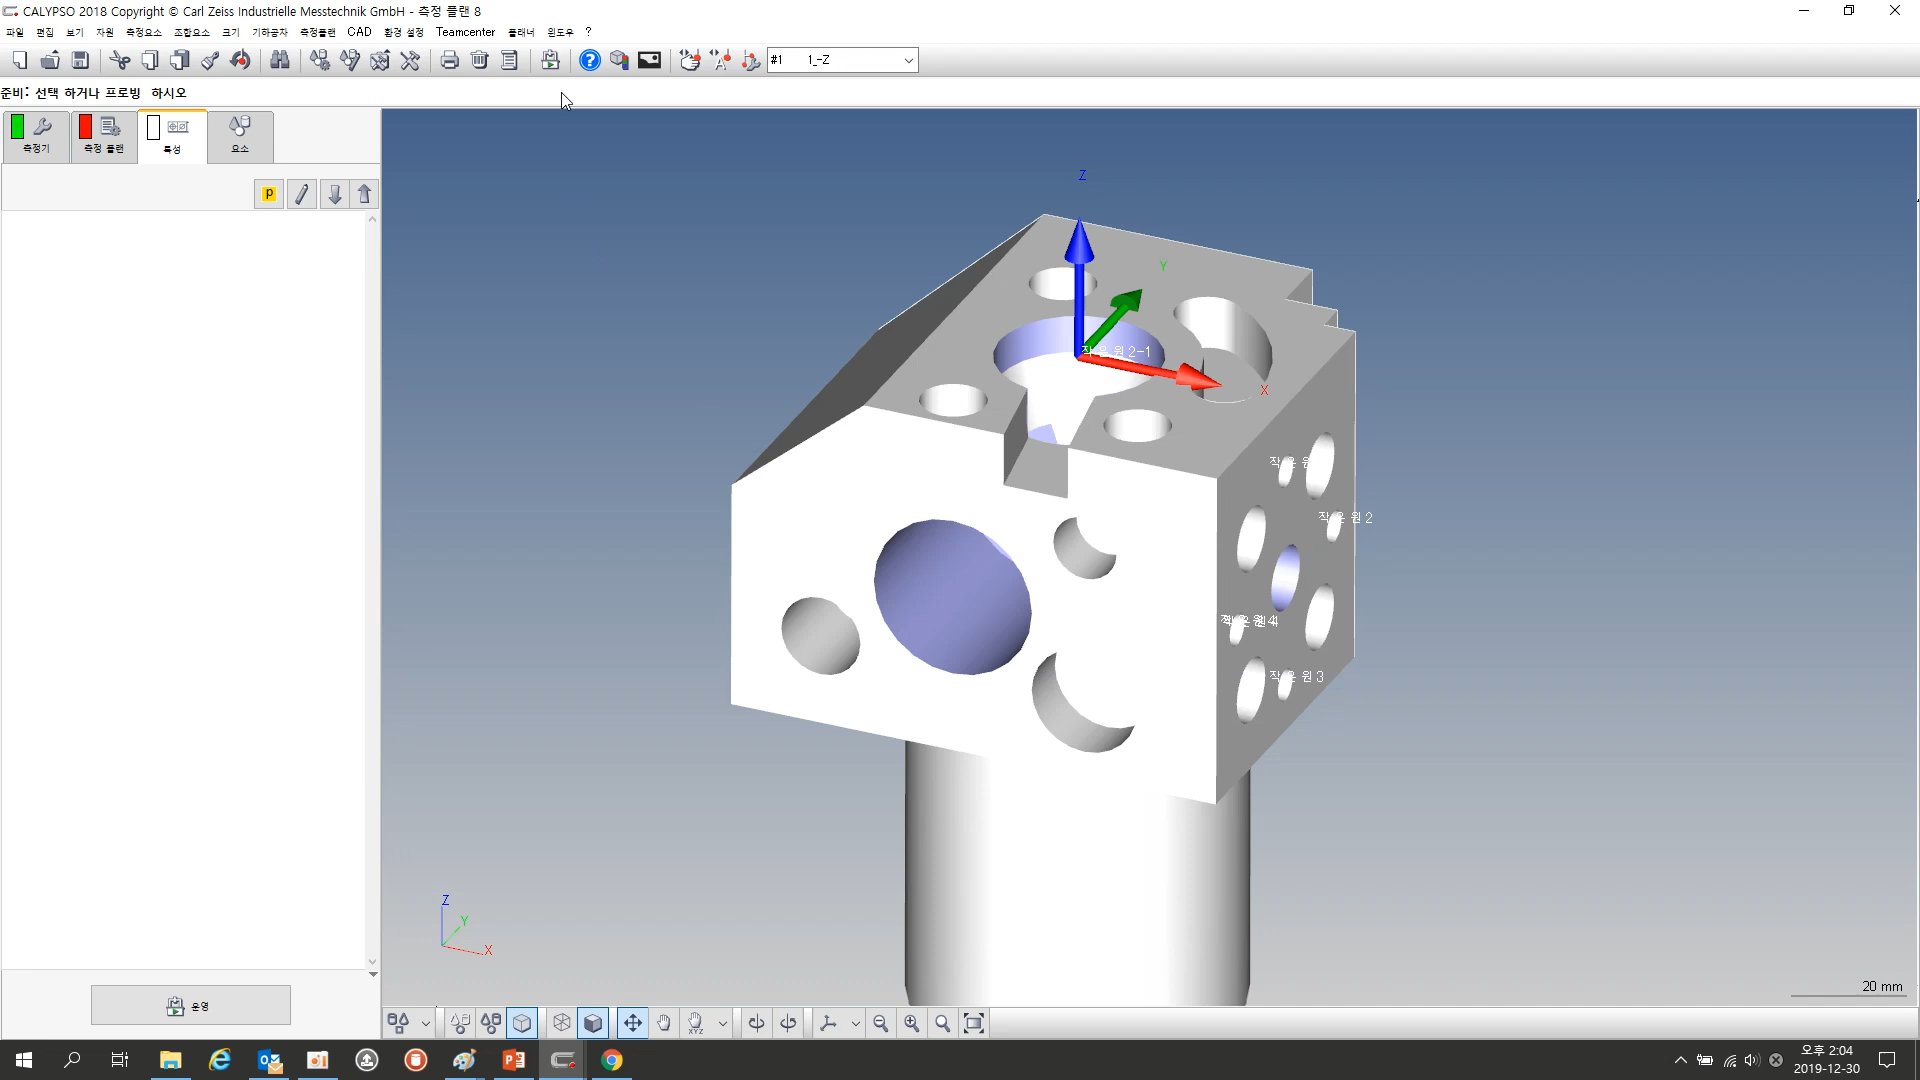 CALYPSO 2018 Copyright © Carl Zeiss Industrielle Messtechnik GmbH - 측정 플랜 8
파일 편집 보기 자원 측정요소 조합요소 크기 기하공차 측정플랜 CAD 환경 설정 Teamcenter 플래너 윈도우 ?
#1 1_-Z
준비: 선택 하거나 프로빙 하시오
측정기 측정 플랜 특성 요소
P
Z
Y
작은원2-1
X
작은원2
작은원4
작은원3
Z
Y
X
20 mm
운영
XYZ
오후 2:04
2019-12-30